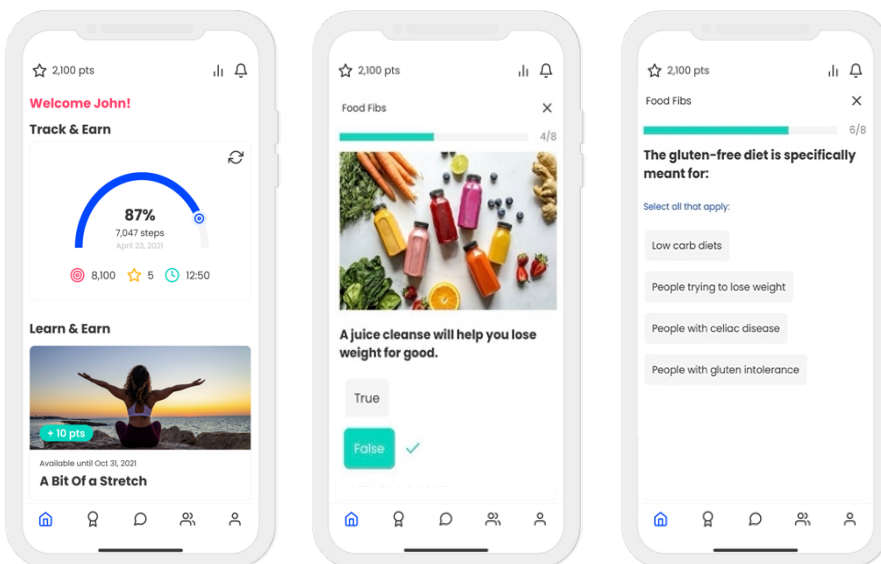 2,100 pts
Welcome John!
Track & Earn
87%
7,047 steps
April 23, 2021
8,100
5
12:50
Learn & Earn
+ 10 pts
Available until Oct 31, 2021
A Bit Of a Stretch
2,100 pts
Food Fibs
4/8
A juice cleanse will help you lose
weight for good.
True
False
2,100 pts
Food Fibs
6/8
The gluten-free diet is specifically
meant for:
Select all that apply:
Low carb diets
People trying to lose weight
People with celiac disease
People with gluten intolerance